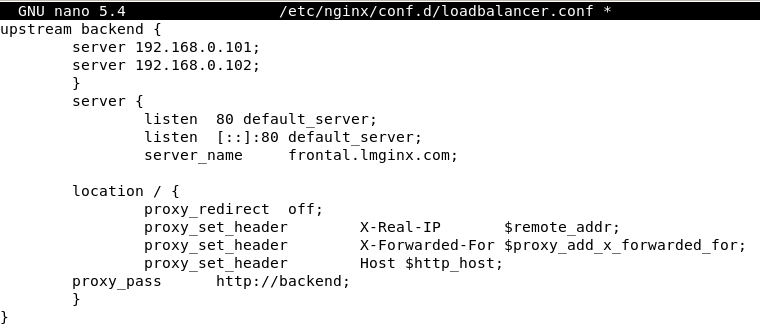 GNU nano 5.4 /etc/nginx/conf.d/loadbalancer.conf *
upstream backend {
server 192.168.0.101;
server 192.168.0.102;
}
server {
listen 80 default_server;
listen [::]:80 default_server;
server_name frontal.lmginx.com;
location / {
proxy_redirect off;
proxy_set_header X-Real-IP $remote_addr;
proxy_set_header X-Forwarded-For $proxy_add_x_forwarded_for;
proxy_set_header Host $http_host;
proxy_pass http://backend;
}
}